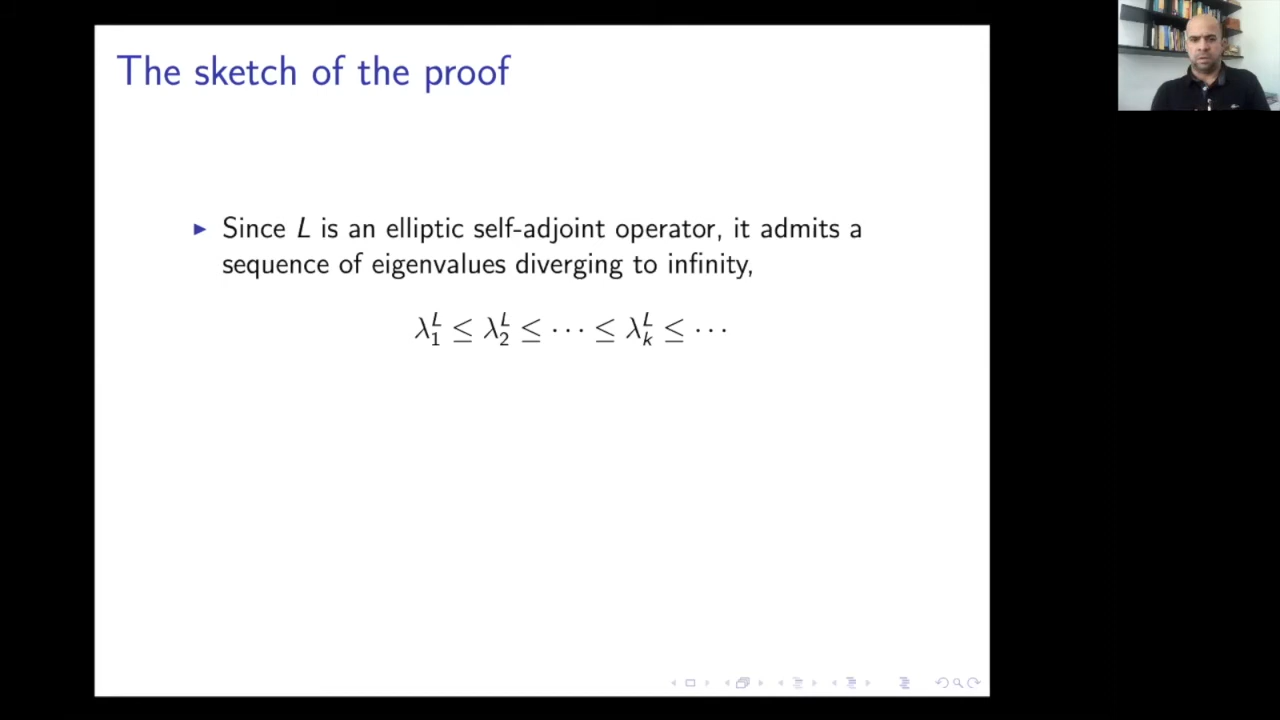 The sketch of the proof
▶ Since L is an elliptic self-adjoint operator, it admits a
sequence of eigenvalues diverging to infinity,
λ₁ᴸ ≤ λ₂ᴸ ≤ ⋯ ≤ λₖᴸ ≤ ⋯